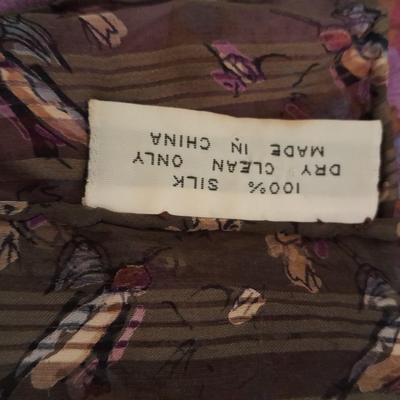 100% SILK
DRY CLEAN ONLY
MADE IN CHINA